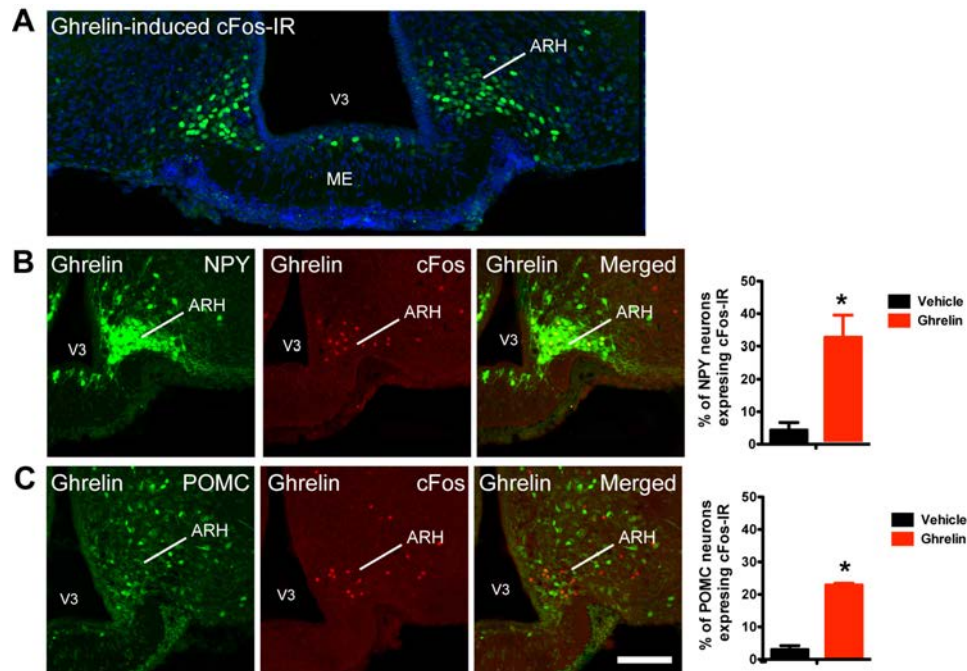 A
Ghrelin-induced cFos-IR
ARH
V3
ME
B
Ghrelin NPY
ARH
V3
Ghrelin cFos
ARH
V3
Ghrelin Merged
ARH
V3
% of NPY neurons
expresing cFos-IR
50
40
30
20
10
0
*
Vehicle
Ghrelin
C
Ghrelin POMC
ARH
V3
Ghrelin cFos
ARH
V3
Ghrelin Merged
ARH
V3
% of POMC neurons
expresing cFos-IR
50
40
30
20
10
0
*
Vehicle
Ghrelin